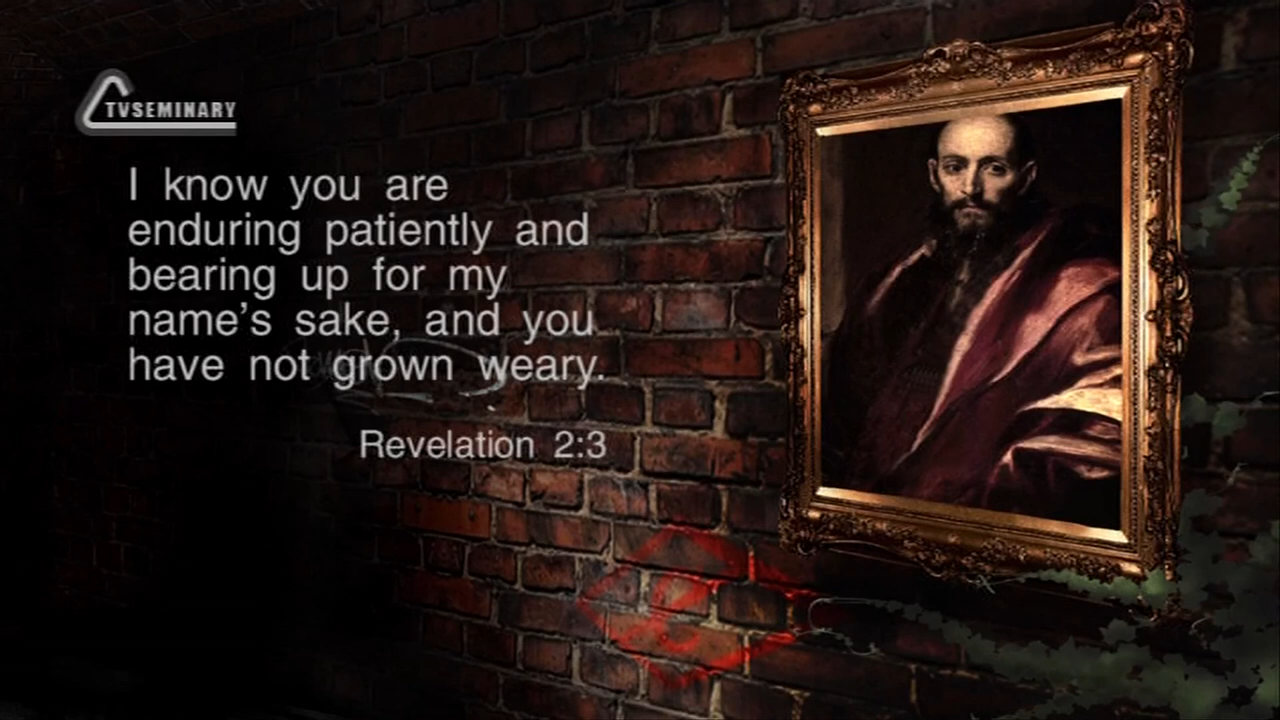 TVSEMINARY
I know you are
enduring patiently and
bearing up for my
name’s sake, and you
have not grown weary.
Revelation 2:3